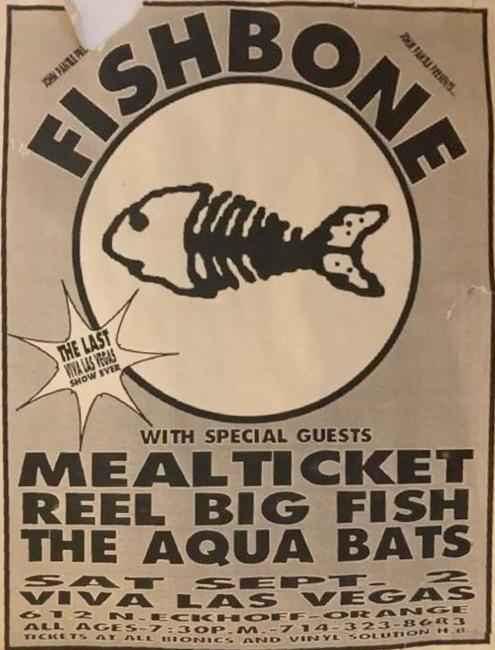 JOHN
JOHN PANTLE PRESENTS...
FISHBONE
THE LAST
VIVA LAS VEGAS
SHOW EVER
WITH SPECIAL GUESTS
MEALTICKET
REEL BIG FISH
THE AQUA BATS
SAT SEPT. 2
VIVA LAS VEGAS
612 N. ECKHOFF-ORANGE
ALL AGES-7:30P.M.-714-323-8683
TICKETS AT ALL BIONICS AND VINYL SOLUTION H.B.